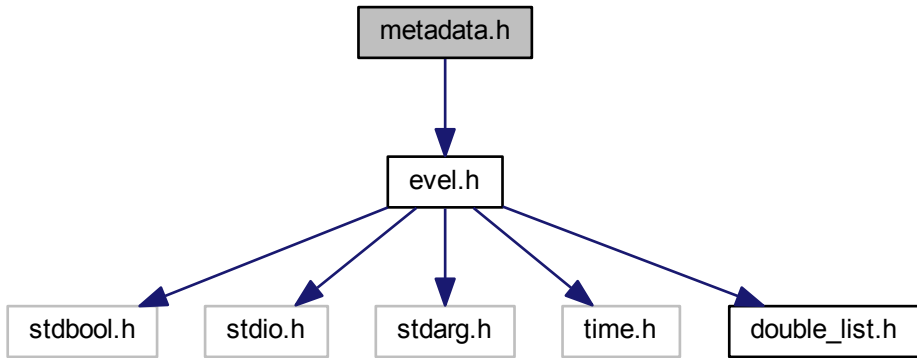 metadata.h
evel.h
stdbool.h
stdio.h
stdarg.h
time.h
double_list.h